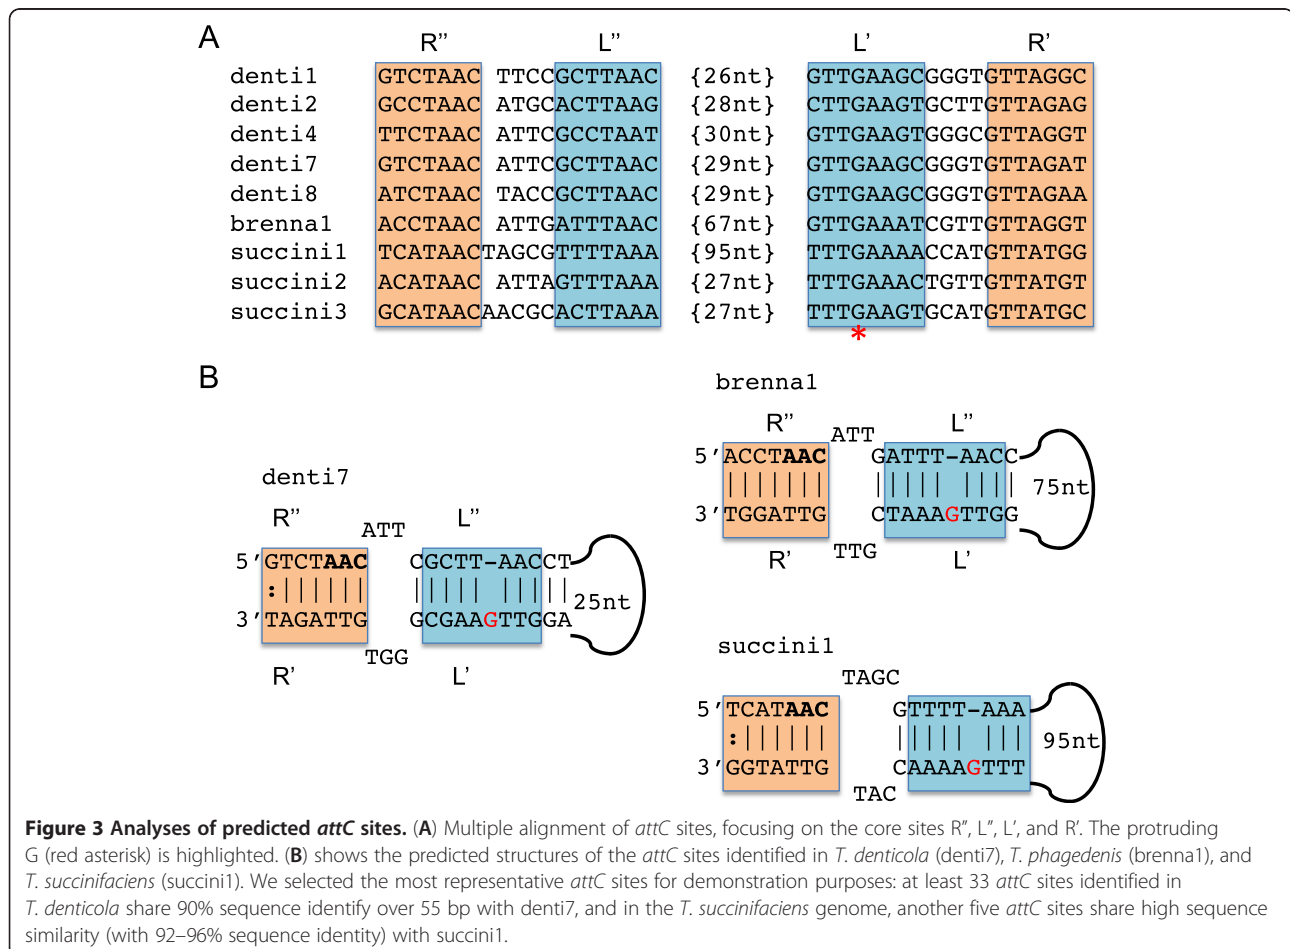 A
R” L” L’ R’
denti1 GTCTAAC TTCCGCTTAAC {26nt} GTTGAAGCGGGTGTTAGGC
denti2 GCCTAAC ATGCACTTAAG {28nt} CTTGAAGTGCTTGTTAGAG
denti4 TTCTAAC ATTCGCCTAAT {30nt} GTTGAAGTGGGCGTTAGGT
denti7 GTCTAAC ATTCGCTTAAC {29nt} GTTGAAGCGGGTGTTAGAT
denti8 ATCTAAC TACCGCTTAAC {29nt} GTTGAAGCGGGTGTTAGAA
brenna1 ACCTAAC ATTGATTTAAC {67nt} GTTGAAATCGTTGTTAGGT
succini1 TCATAACTAGCGTTTTAAA {95nt} TTTGAAAACCATGTTATGG
succini2 ACATAAC ATTAGTTTAAA {27nt} TTTGAAACTGTTGTTATGT
succini3 GCATAACAACGCACTTAAA {27nt} TTTGAAGTGCATGTTATGC
*
B
denti7
R” L”
ATT
5’GTCTAAC CGCTT-AACCT
:|||||| ||||| |||||
25nt
3’TAGATTG GCGAAGTTGGA
TGG
R’ L’
brenna1
R” L”
ATT
5’ACCTAAC GATTT-AACC
||||||| ||||| ||||
75nt
3’TGGATTG CTAAAGTTGG
TTG
R’ L’
succini1
TAGC
5’TCATAAC GTTTT-AAA
:|||||| ||||| |||
95nt
3’GGTATTG CAAAAGTTT
TAC
Figure 3 Analyses of predicted attC sites. (A) Multiple alignment of attC sites, focusing on the core sites R”, L”, L’, and R’. The protruding
G (red asterisk) is highlighted. (B) shows the predicted structures of the attC sites identified in T. denticola (denti7), T. phagedenis (brenna1), and
T. succinifaciens (succini1). We selected the most representative attC sites for demonstration purposes: at least 33 attC sites identified in
T. denticola share 90% sequence identify over 55 bp with denti7, and in the T. succinifaciens genome, another five attC sites share high sequence
similarity (with 92–96% sequence identity) with succini1.